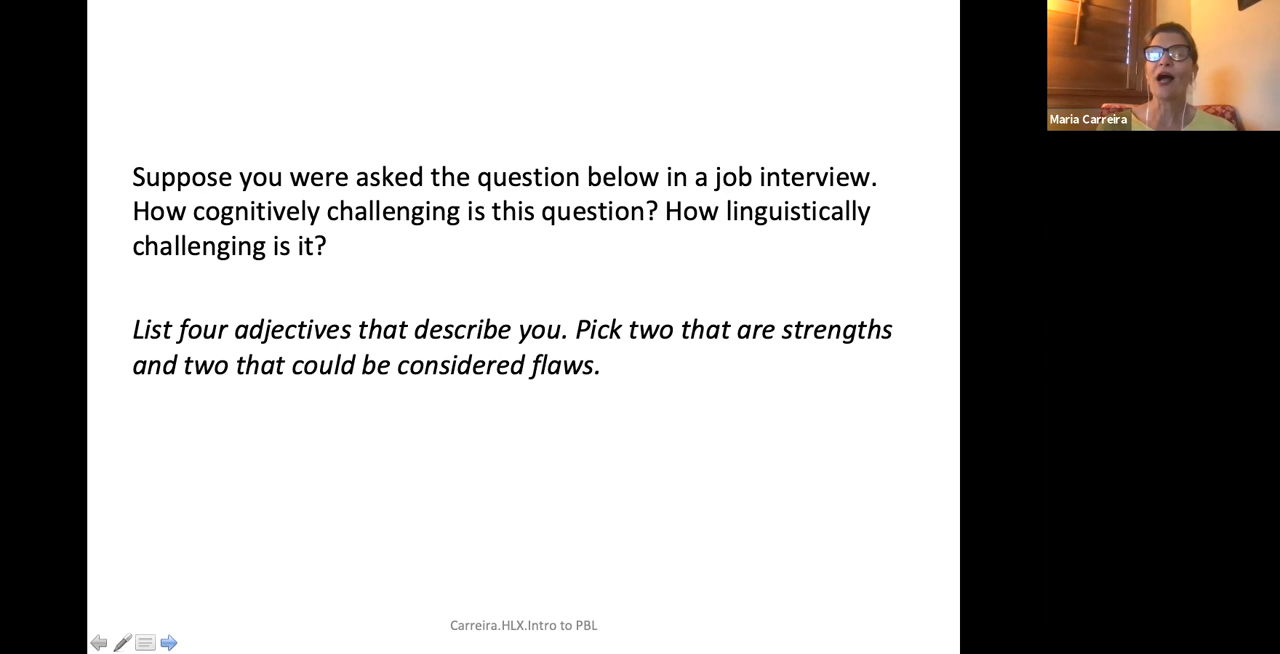 Maria Carreira
Suppose you were asked the question below in a job interview.
How cognitively challenging is this question? How linguistically
challenging is it?
List four adjectives that describe you. Pick two that are strengths
and two that could be considered flaws.
Carreira.HLX.Intro to PBL